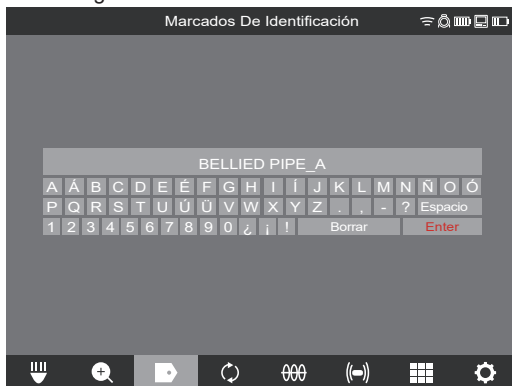 Marcados De Identificación
BELLIED PIPE_A
A Á B C D E É F G H I Í J K L M N Ñ O Ó
P Q R S T U Ú Ü V W X Y Z . , - ? Espacio
1 2 3 4 5 6 7 8 9 0 ¿ ¡ ! Borrar Enter